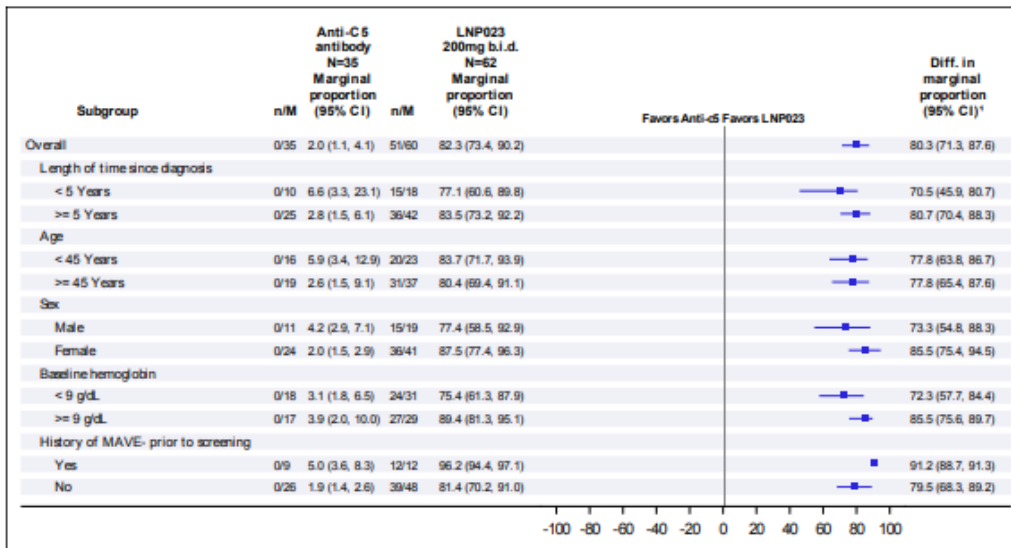 Anti-C5 antibody N=35 Marginal proportion (95% CI)
LNP023 200mg b.i.d. N=62 Marginal proportion (95% CI)
Diff. in marginal proportion (95% CI)¹
Subgroup n/M n/M
Favors Anti-c5 Favors LNP023
Overall 0/35 2.0 (1.1, 4.1) 51/60 82.3 (73.4, 90.2) 80.3 (71.3, 87.6)
Length of time since diagnosis
< 5 Years 0/10 6.6 (3.3, 23.1) 15/18 77.1 (60.6, 89.8) 70.5 (45.9, 80.7)
>= 5 Years 0/25 2.8 (1.5, 6.1) 36/42 83.5 (73.2, 92.2) 80.7 (70.4, 88.3)
Age
< 45 Years 0/16 5.9 (3.4, 12.9) 20/23 83.7 (71.7, 93.9) 77.8 (63.8, 86.7)
>= 45 Years 0/19 2.6 (1.5, 9.1) 31/37 80.4 (69.4, 91.1) 77.8 (65.4, 87.6)
Sex
Male 0/11 4.2 (2.9, 7.1) 15/19 77.4 (58.5, 92.9) 73.3 (54.8, 88.3)
Female 0/24 2.0 (1.5, 2.9) 36/41 87.5 (77.4, 96.3) 85.5 (75.4, 94.5)
Baseline hemoglobin
< 9 g/dL 0/18 3.1 (1.8, 6.5) 24/31 75.4 (61.3, 87.9) 72.3 (57.7, 84.4)
>= 9 g/dL 0/17 3.9 (2.0, 10.0) 27/29 89.4 (81.3, 95.1) 85.5 (75.6, 89.7)
History of MAVE- prior to screening
Yes 0/9 5.0 (3.6, 8.3) 12/12 96.2 (94.4, 97.1) 91.2 (88.7, 91.3)
No 0/26 1.9 (1.4, 2.6) 39/48 81.4 (70.2, 91.0) 79.5 (68.3, 89.2)
-100 -80 -60 -40 -20 0 20 40 60 80 100